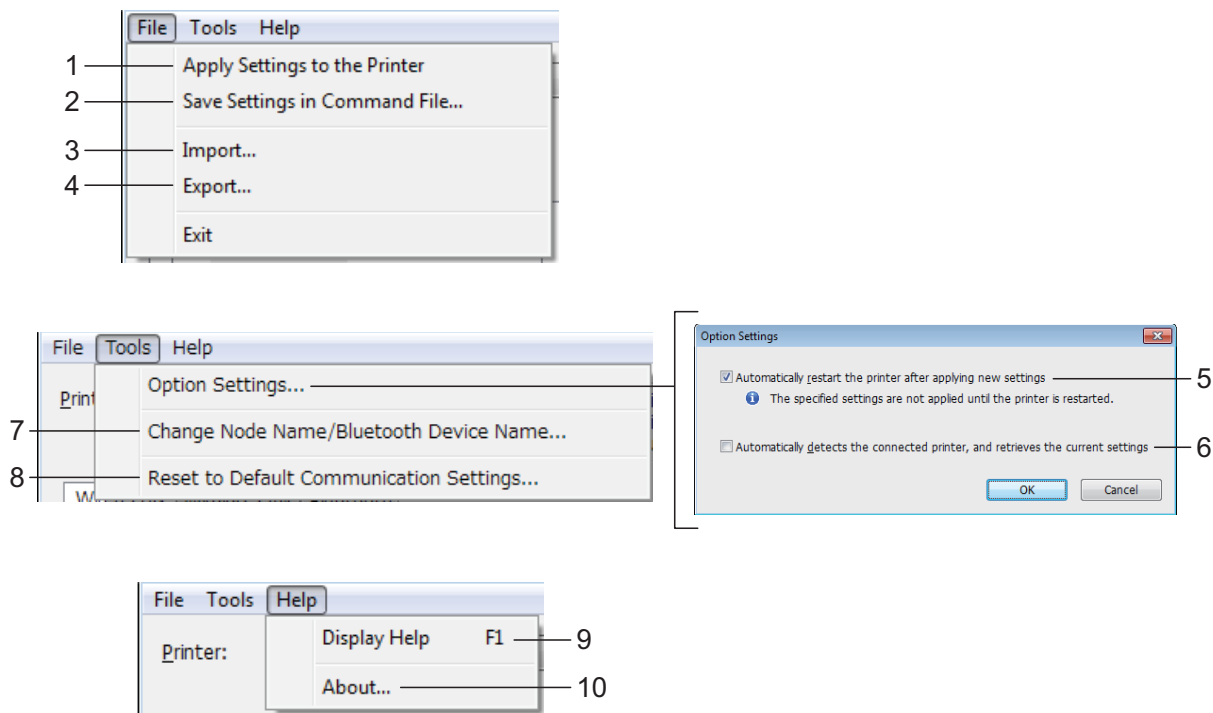 File Tools Help
1 Apply Settings to the Printer
2 Save Settings in Command File...
3 Import...
4 Export...
Exit
File Tools Help
Print
Option Settings...
7 Change Node Name/Bluetooth Device Name...
8 Reset to Default Communication Settings...
Option Settings
Automatically restart the printer after applying new settings 5
The specified settings are not applied until the printer is restarted.
Automatically detects the connected printer, and retrieves the current settings 6
OK Cancel
File Tools Help
Printer:
Display Help F1 9
About... 10